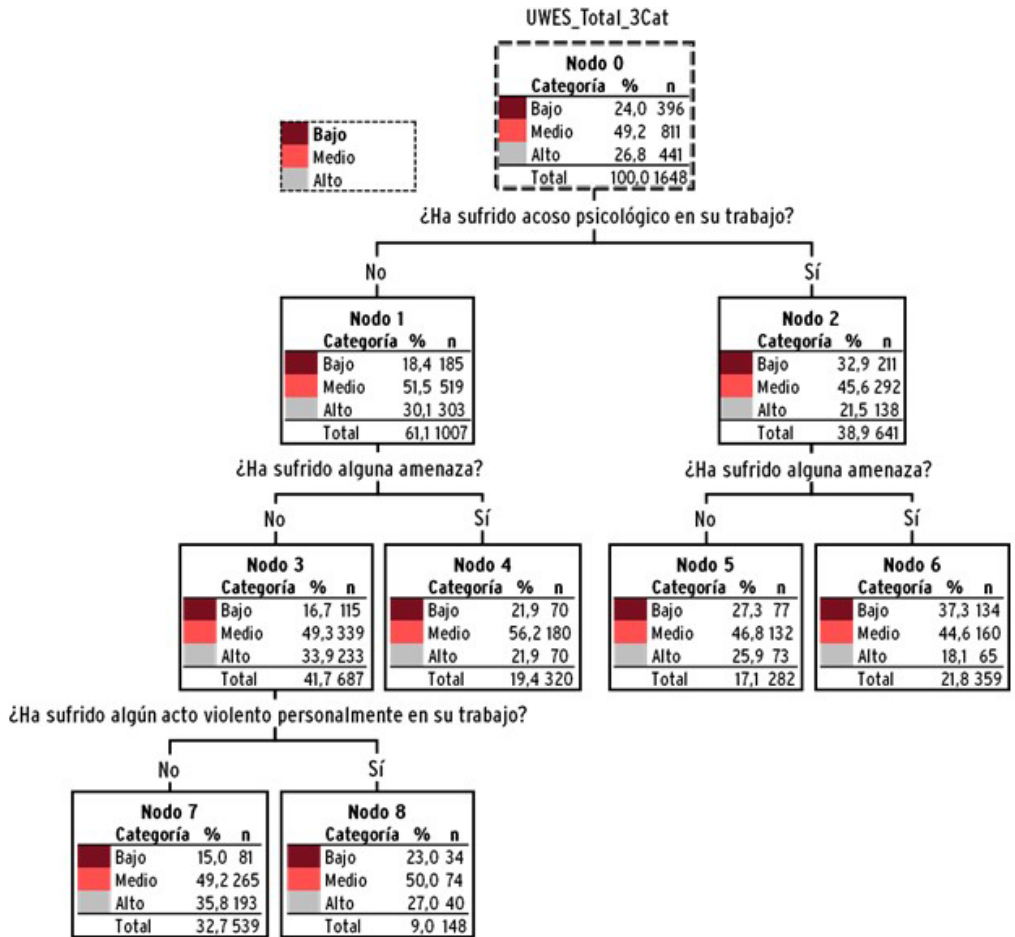 UWES_Total_3Cat
Nodo 0
Categoría % n
Bajo 24,0 396
Medio 49,2 811
Alto 26,8 441
Total 100,0 1648
Bajo
Medio
Alto
¿Ha sufrido acoso psicológico en su trabajo?
No
Sí
Nodo 1
Categoría % n
Bajo 18,4 185
Medio 51,5 519
Alto 30,1 303
Total 61,1 1007
Nodo 2
Categoría % n
Bajo 32,9 211
Medio 45,6 292
Alto 21,5 138
Total 38,9 641
¿Ha sufrido alguna amenaza?
¿Ha sufrido alguna amenaza?
No
Sí
No
Sí
Nodo 3
Categoría % n
Bajo 16,7 115
Medio 49,3 339
Alto 33,9 233
Total 41,7 687
Nodo 4
Categoría % n
Bajo 21,9 70
Medio 56,2 180
Alto 21,9 70
Total 19,4 320
Nodo 5
Categoría % n
Bajo 27,3 77
Medio 46,8 132
Alto 25,9 73
Total 17,1 282
Nodo 6
Categoría % n
Bajo 37,3 134
Medio 44,6 160
Alto 18,1 65
Total 21,8 359
¿Ha sufrido algún acto violento personalmente en su trabajo?
No
Sí
Nodo 7
Categoría % n
Bajo 15,0 81
Medio 49,2 265
Alto 35,8 193
Total 32,7 539
Nodo 8
Categoría % n
Bajo 23,0 34
Medio 50,0 74
Alto 27,0 40
Total 9,0 148